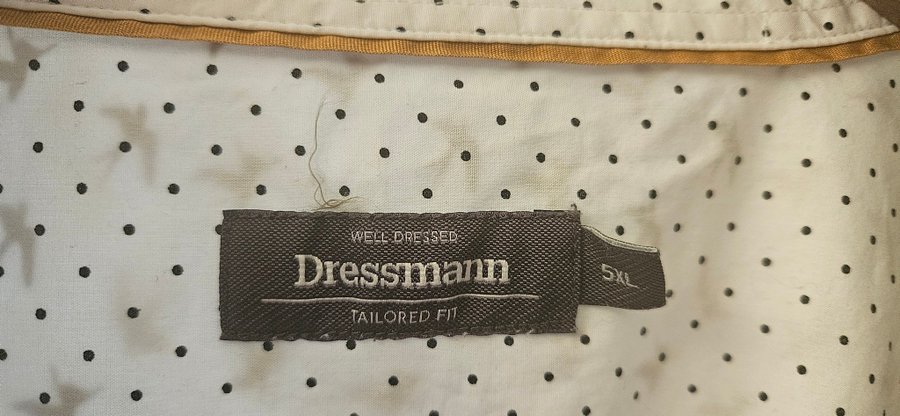 WELL DRESSED
Dressmann
TAILORED FIT
5XL